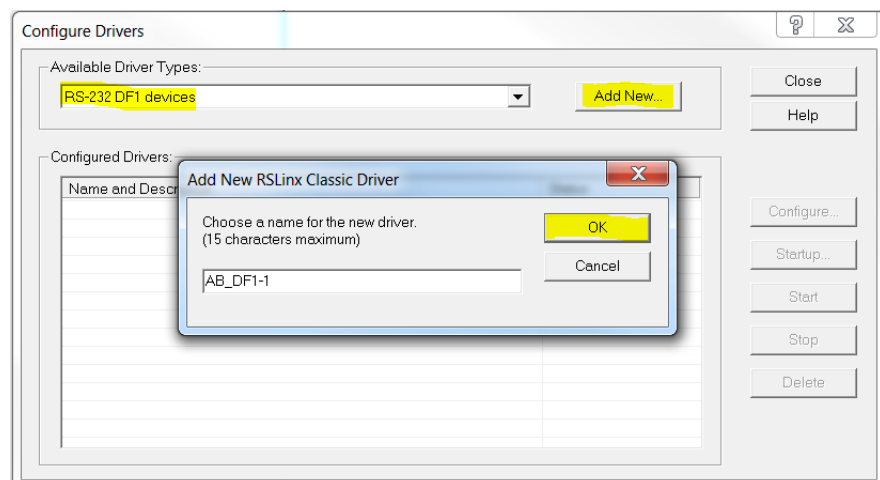 Configure Drivers
Available Driver Types:
RS-232 DF1 devices
Add New...
Close
Help
Configured Drivers:
Name and Descr
Add New RSLinx Classic Driver
Choose a name for the new driver.
(15 characters maximum)
OK
Cancel
AB_DF1-1
Configure...
Startup...
Start
Stop
Delete